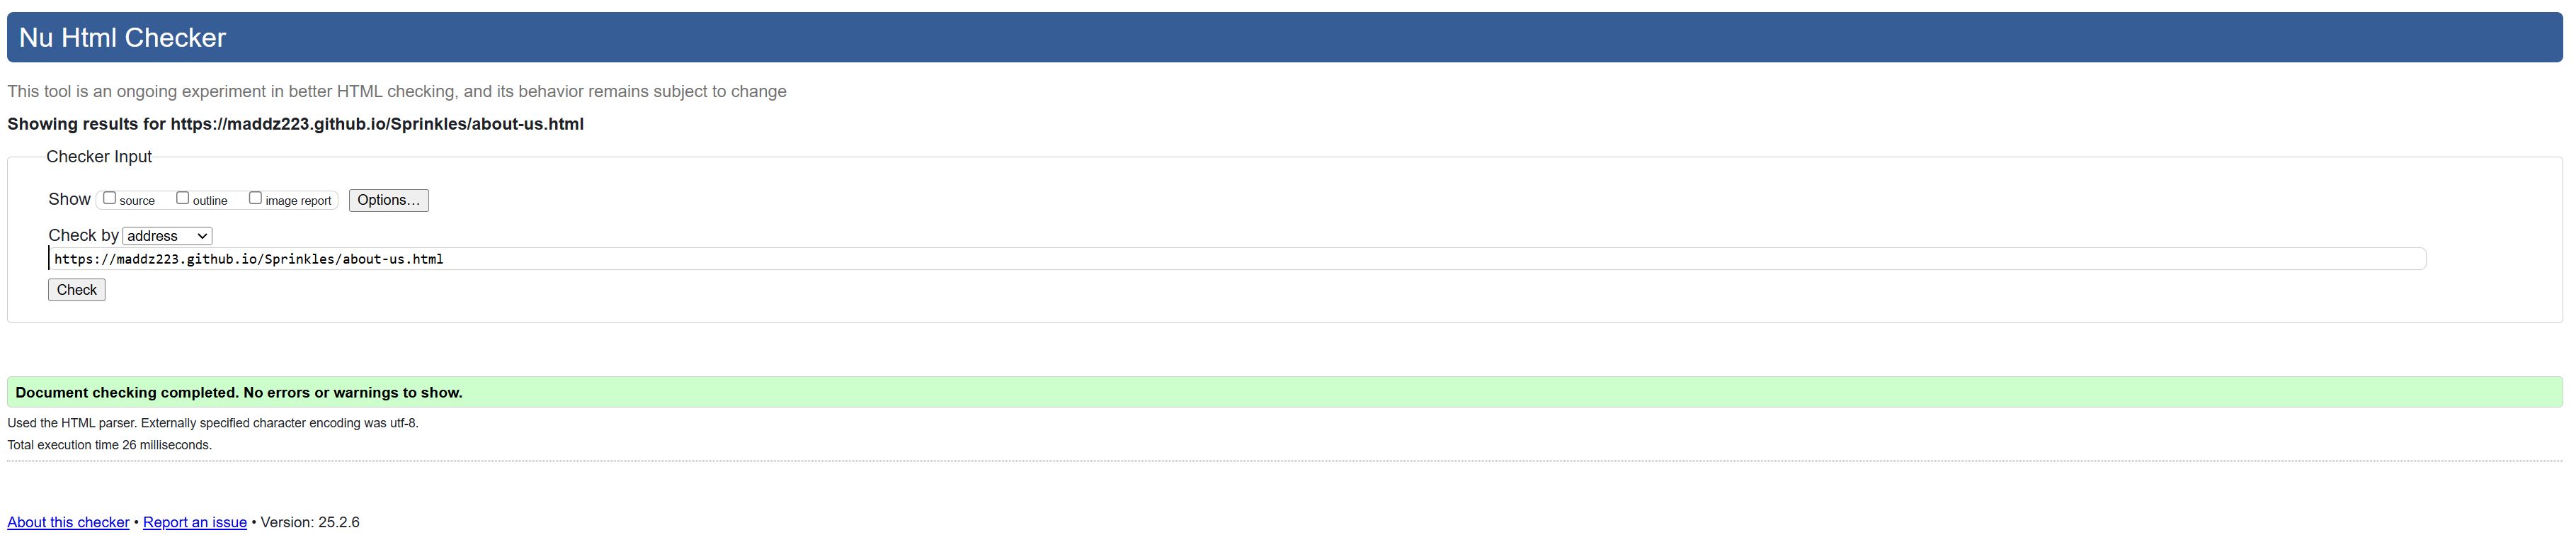 Nu Html Checker
This tool is an ongoing experiment in better HTML checking, and its behavior remains subject to change
Showing results for https://maddz223.github.io/Sprinkles/about-us.html
Checker Input
Show source outline image report Options…
Check by address
https://maddz223.github.io/Sprinkles/about-us.html
Check
Document checking completed. No errors or warnings to show.
Used the HTML parser. Externally specified character encoding was utf-8.
Total execution time 26 milliseconds.
About this checker • Report an issue • Version: 25.2.6